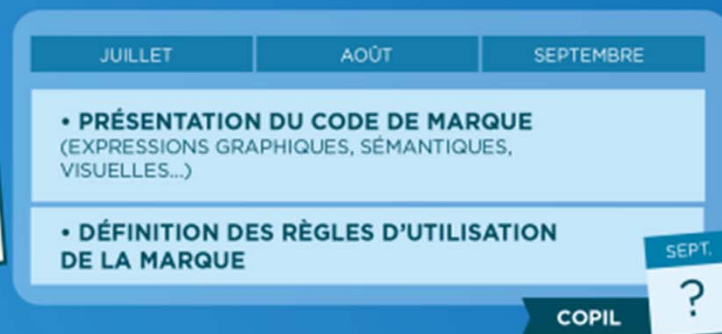 JUILLET AOÛT SEPTEMBRE
• PRÉSENTATION DU CODE DE MARQUE
(EXPRESSIONS GRAPHIQUES, SÉMANTIQUES,
VISUELLES...)
• DÉFINITION DES RÈGLES D'UTILISATION
DE LA MARQUE
SEPT.
?
COPIL